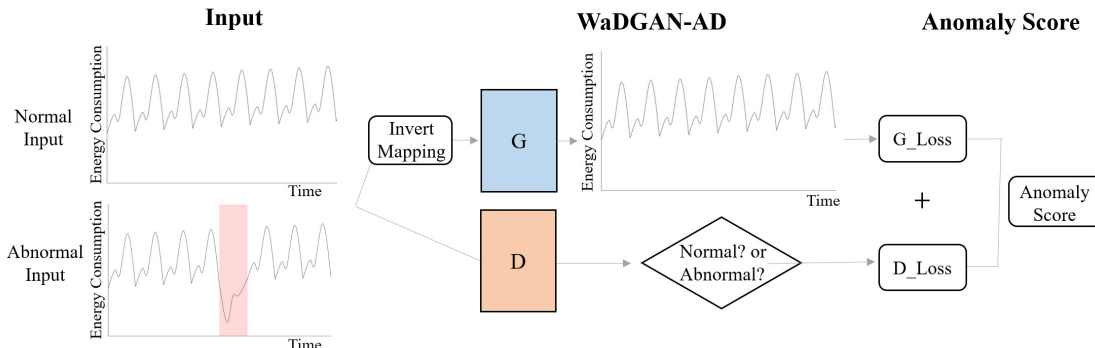 Input
WaDGAN-AD
Anomaly Score
Normal
Input
Energy Consumption
Time
Abnormal
Input
Energy Consumption
Time
Invert
Mapping
G
D
Energy Consumption
Time
Normal? or
Abnormal?
G_Loss
+
D_Loss
Anomaly
Score